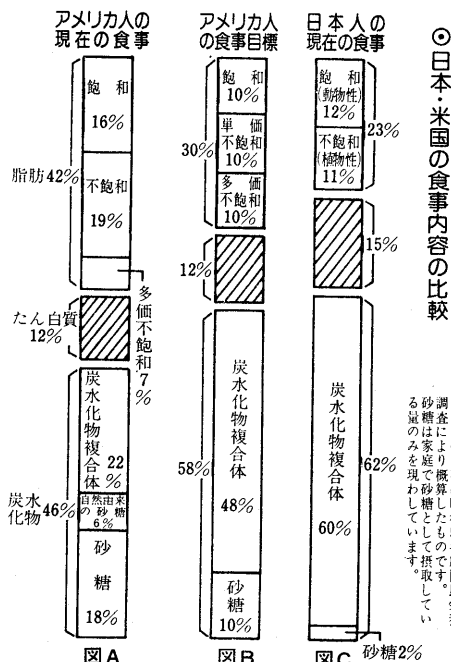 ◎日本・米国の食事内容の比較
アメリカ人の
現在の食事
飽和
16%
不飽和
19%
多価不飽和7%
脂肪42%
たん白質
12%
炭水化物複合体
22%
自然由来
の砂糖
6%
砂糖
18%
炭水
化物46%
図A
アメリカ人
の食事目標
飽和
10%
単価
不飽和
10%
多価
不飽和
10%
30%
12%
炭水化物複合体
48%
砂糖
10%
58%
図B
日本人の
現在の食事
飽和
(動物性)
12%
不飽和
(植物性)
11%
23%
15%
炭水化物複合体
60%
62%
砂糖2%
図C
調査により概算したものです。
砂糖は家庭で砂糖として摂取してい
る量のみを現わしています。